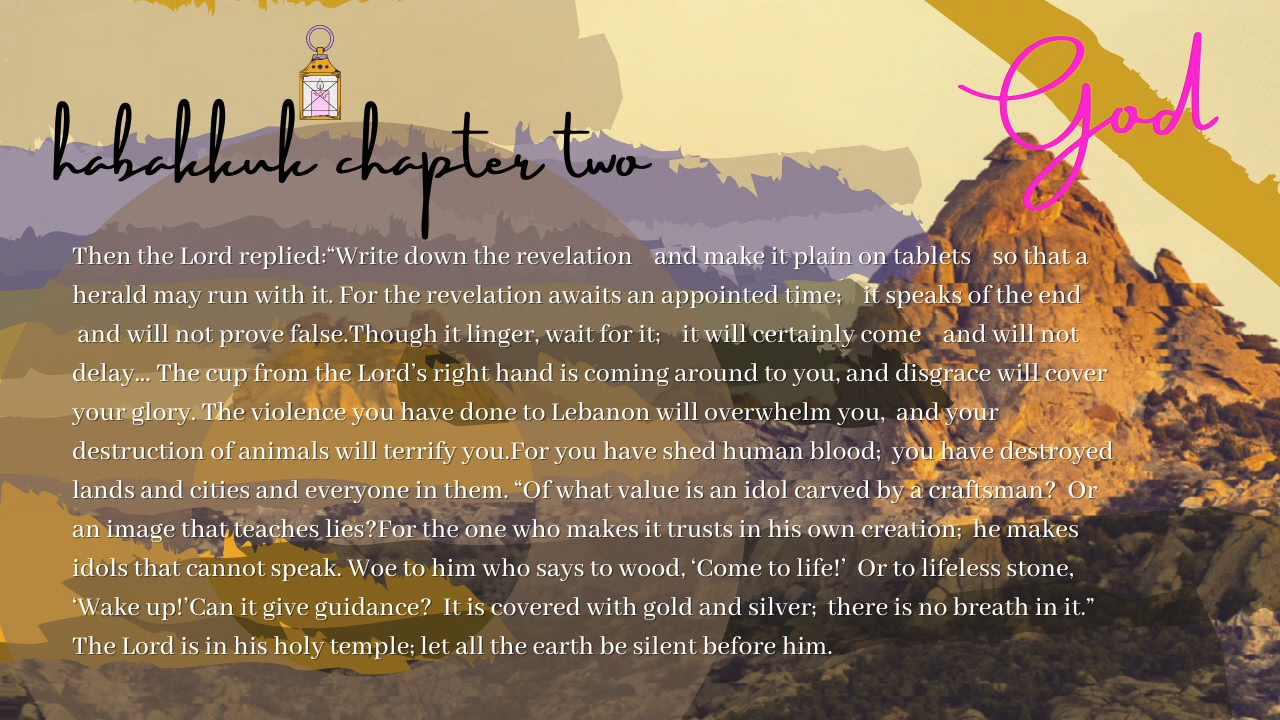 habakkuk chapter two
God
Then the Lord replied:“Write down the revelation and make it plain on tablets so that a
herald may run with it. For the revelation awaits an appointed time; it speaks of the end
and will not prove false.Though it linger, wait for it; it will certainly come and will not
delay... The cup from the Lord’s right hand is coming around to you, and disgrace will cover
your glory. The violence you have done to Lebanon will overwhelm you, and your
destruction of animals will terrify you.For you have shed human blood; you have destroyed
lands and cities and everyone in them. “Of what value is an idol carved by a craftsman? Or
an image that teaches lies?For the one who makes it trusts in his own creation; he makes
idols that cannot speak. Woe to him who says to wood, ‘Come to life!’ Or to lifeless stone,
‘Wake up!’Can it give guidance? It is covered with gold and silver; there is no breath in it.”
The Lord is in his holy temple; let all the earth be silent before him.